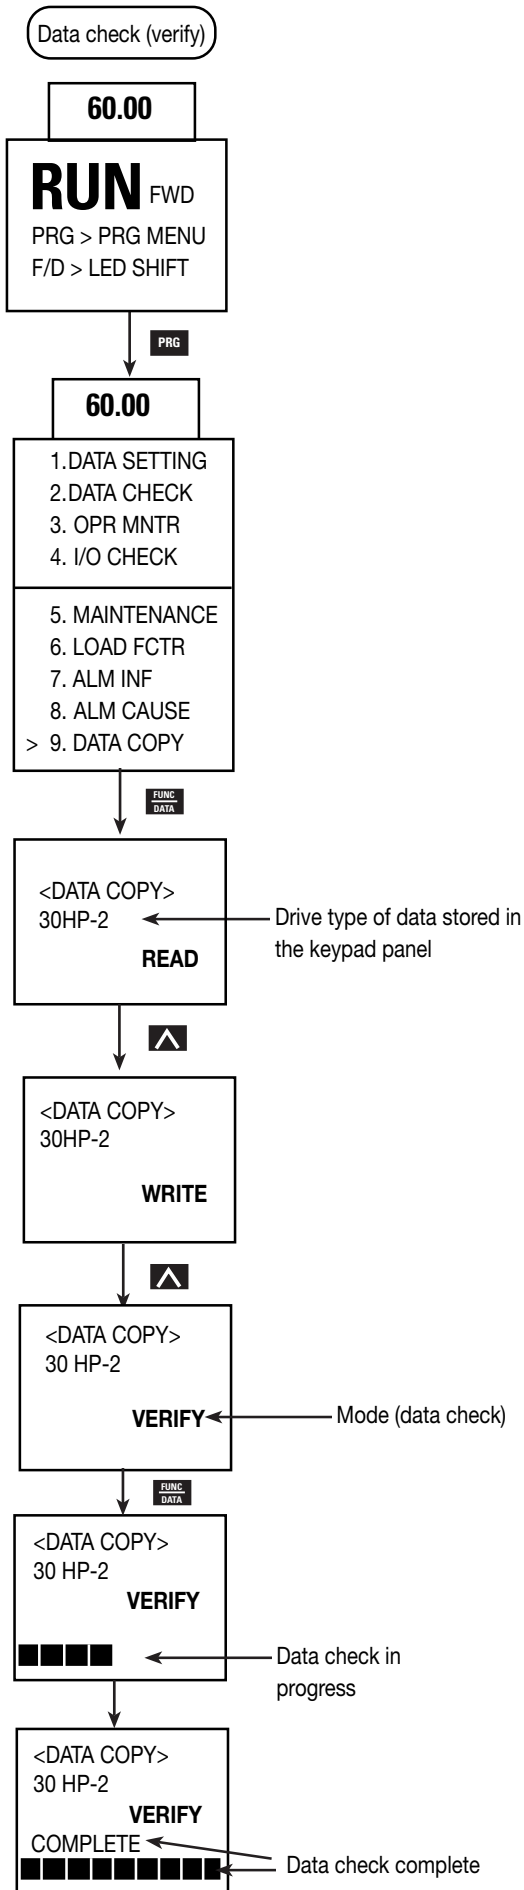 Data check (verify)
60.00
RUN FWD
PRG > PRG MENU
F/D > LED SHIFT
PRG
60.00
1.DATA SETTING
2.DATA CHECK
3. OPR MNTR
4. I/O CHECK
5. MAINTENANCE
6. LOAD FCTR
7. ALM INF
8. ALM CAUSE
> 9. DATA COPY
FUNC
DATA
<DATA COPY>
30HP-2
Drive type of data stored in
the keypad panel
READ
<DATA COPY>
30HP-2
WRITE
<DATA COPY>
30 HP-2
VERIFY
Mode (data check)
FUNC
DATA
<DATA COPY>
30 HP-2
VERIFY
Data check in
progress
<DATA COPY>
30 HP-2
VERIFY
COMPLETE
Data check complete